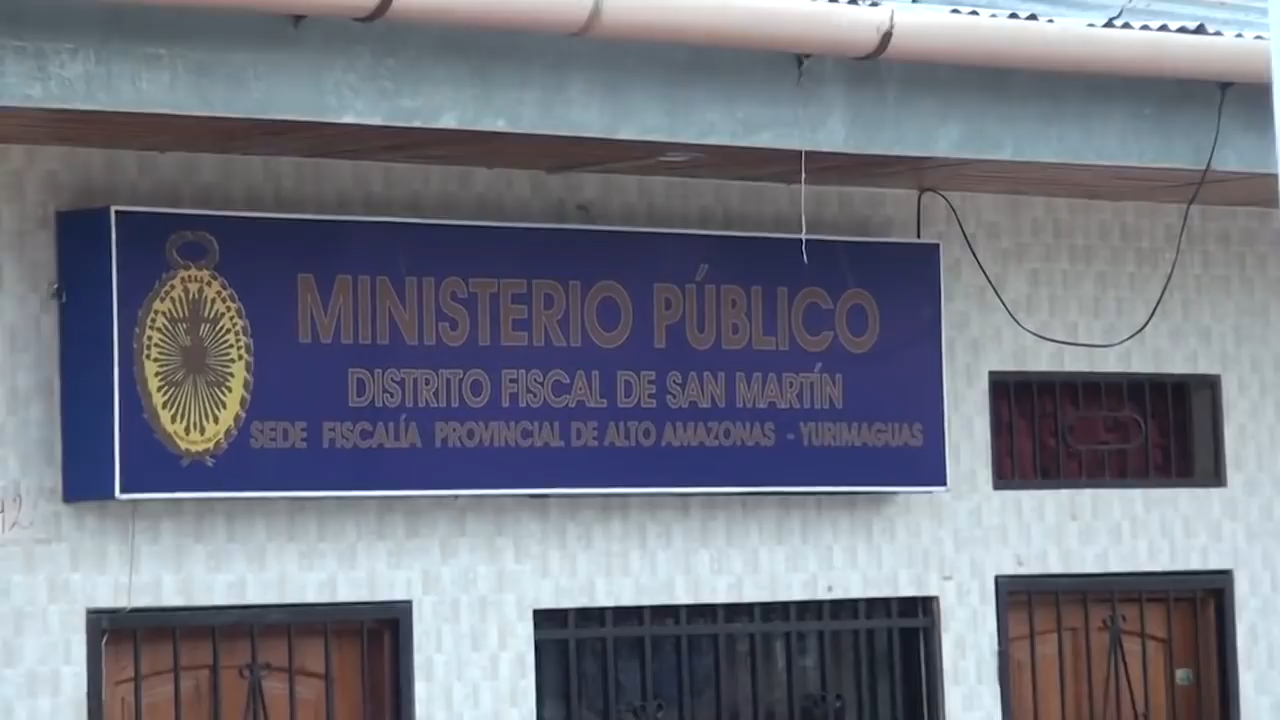 MINISTERIO PÚBLICO
DISTRITO FISCAL DE SAN MARTÍN
SEDE FISCALÍA PROVINCIAL DE ALTO AMAZONAS - YURIMAGUAS